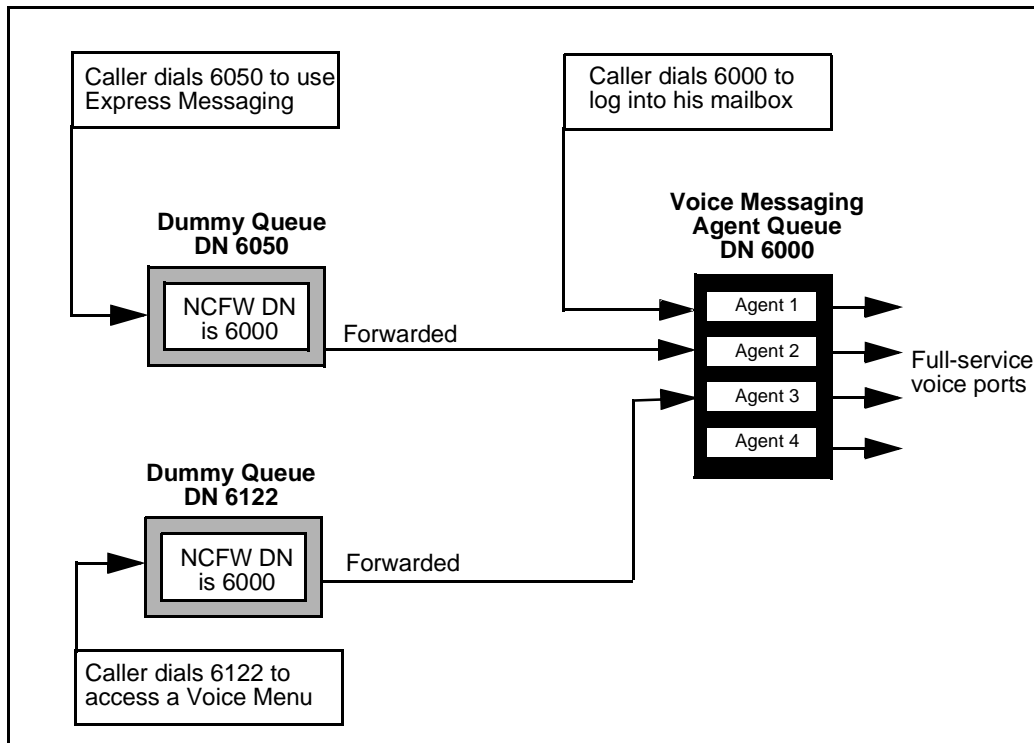 Caller dials 6050 to use
Express Messaging
Caller dials 6000 to
log into his mailbox
Dummy Queue
DN 6050
NCFW DN
is 6000
Forwarded
Voice Messaging
Agent Queue
DN 6000
Agent 1
Agent 2
Agent 3
Agent 4
Full-service
voice ports
Dummy Queue
DN 6122
NCFW DN
is 6000
Forwarded
Caller dials 6122 to
access a Voice Menu